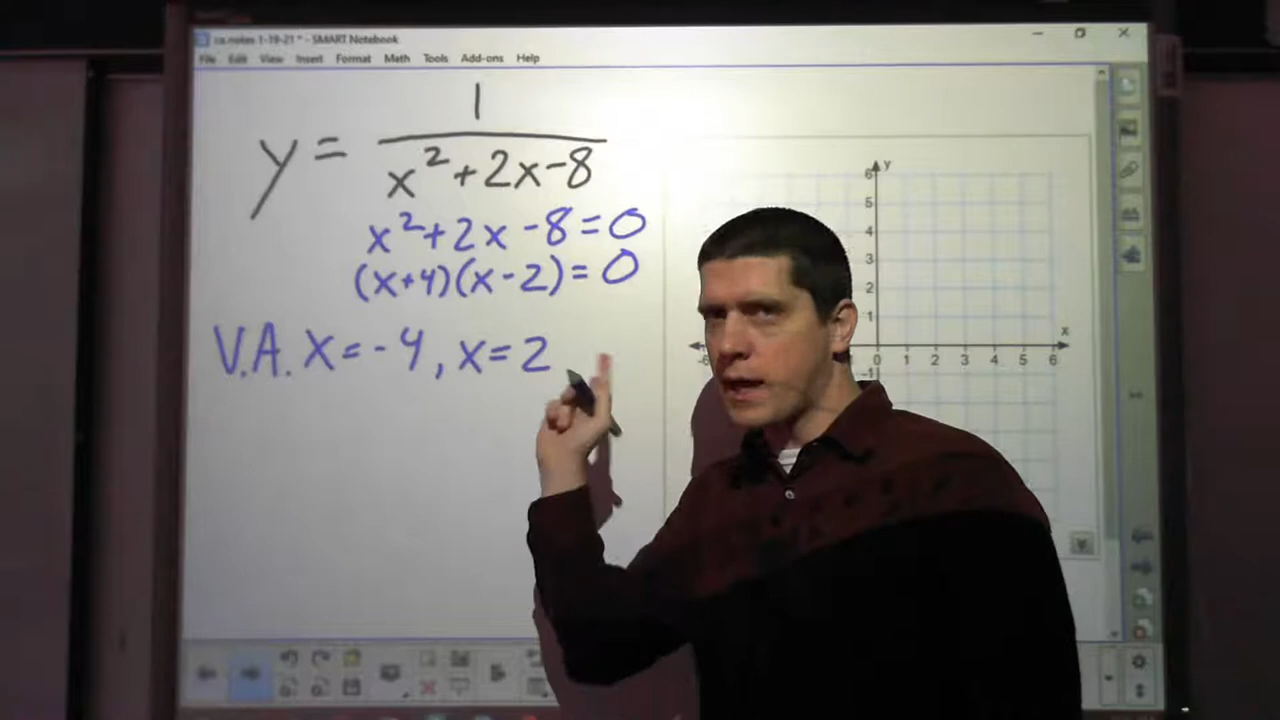 ca.notes 1-19-21 * - SMART Notebook
File Edit View Insert Format Math Tools Add-ons Help
y = 1 / (x² + 2x - 8)
x² + 2x - 8 = 0
(x+4)(x-2) = 0
V.A. x = -4, x = 2
y
6
5
4
3
2
1
x
-6 0 1 2 3 4 5 6
-1